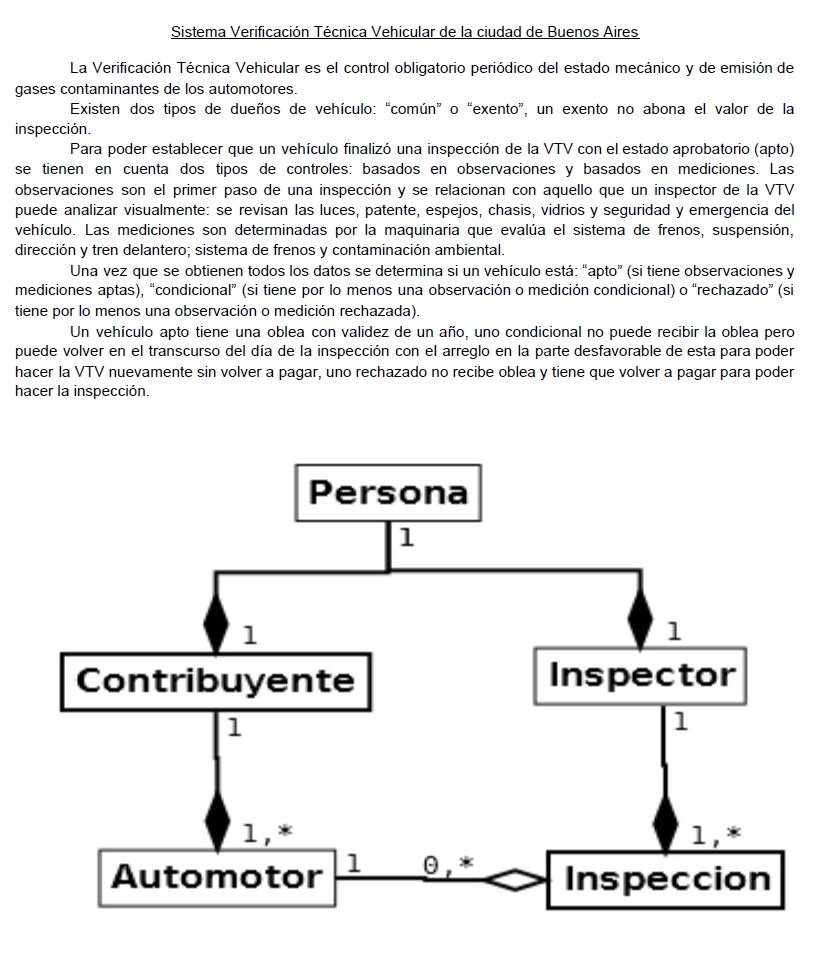 Sistema Verificación Técnica Vehicular de la ciudad de Buenos Aires
La Verificación Técnica Vehicular es el control obligatorio periódico del estado mecánico y de emisión de
gases contaminantes de los automotores.
Existen dos tipos de dueños de vehículo: “común” o “exento”, un exento no abona el valor de la
inspección.
Para poder establecer que un vehículo finalizó una inspección de la VTV con el estado aprobatorio (apto)
se tienen en cuenta dos tipos de controles: basados en observaciones y basados en mediciones. Las
observaciones son el primer paso de una inspección y se relacionan con aquello que un inspector de la VTV
puede analizar visualmente: se revisan las luces, patente, espejos, chasis, vidrios y seguridad y emergencia del
vehículo. Las mediciones son determinadas por la maquinaria que evalúa el sistema de frenos, suspensión,
dirección y tren delantero; sistema de frenos y contaminación ambiental.
Una vez que se obtienen todos los datos se determina si un vehículo está: “apto” (si tiene observaciones y
mediciones aptas), “condicional” (si tiene por lo menos una observación o medición condicional) o “rechazado” (si
tiene por lo menos una observación o medición rechazada).
Un vehículo apto tiene una oblea con validez de un año, uno condicional no puede recibir la oblea pero
puede volver en el transcurso del día de la inspección con el arreglo en la parte desfavorable de esta para poder
hacer la VTV nuevamente sin volver a pagar, uno rechazado no recibe oblea y tiene que volver a pagar para poder
hacer la inspección.
Persona
1
1
1
Contribuyente
Inspector
1
1
1,*
1,*
Automotor
1
0,*
Inspeccion